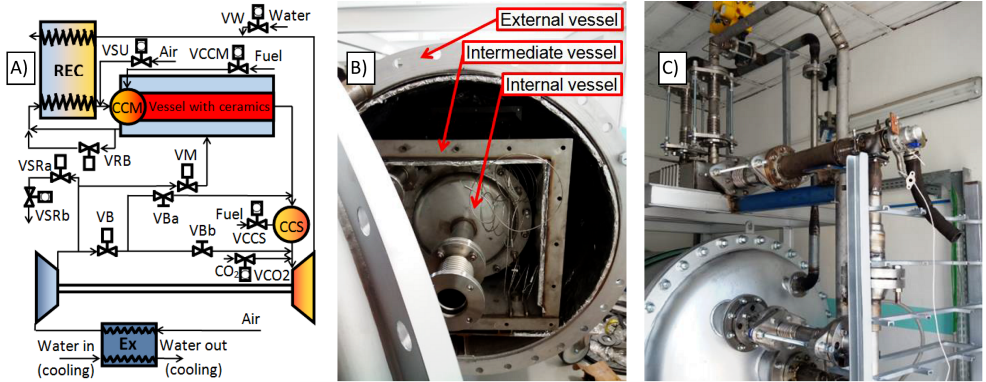 A)
VW
Water
VSU
Air
VCCM
Fuel
REC
CCM
Vessel with ceramics
VRB
VM
VSRa
VSRb
VBa
Fuel
VCCS
CCS
VB
VBb
CO₂
VCO2
Air
Ex
Water in
(cooling)
Water out
(cooling)
B)
External vessel
Intermediate vessel
Internal vessel
C)